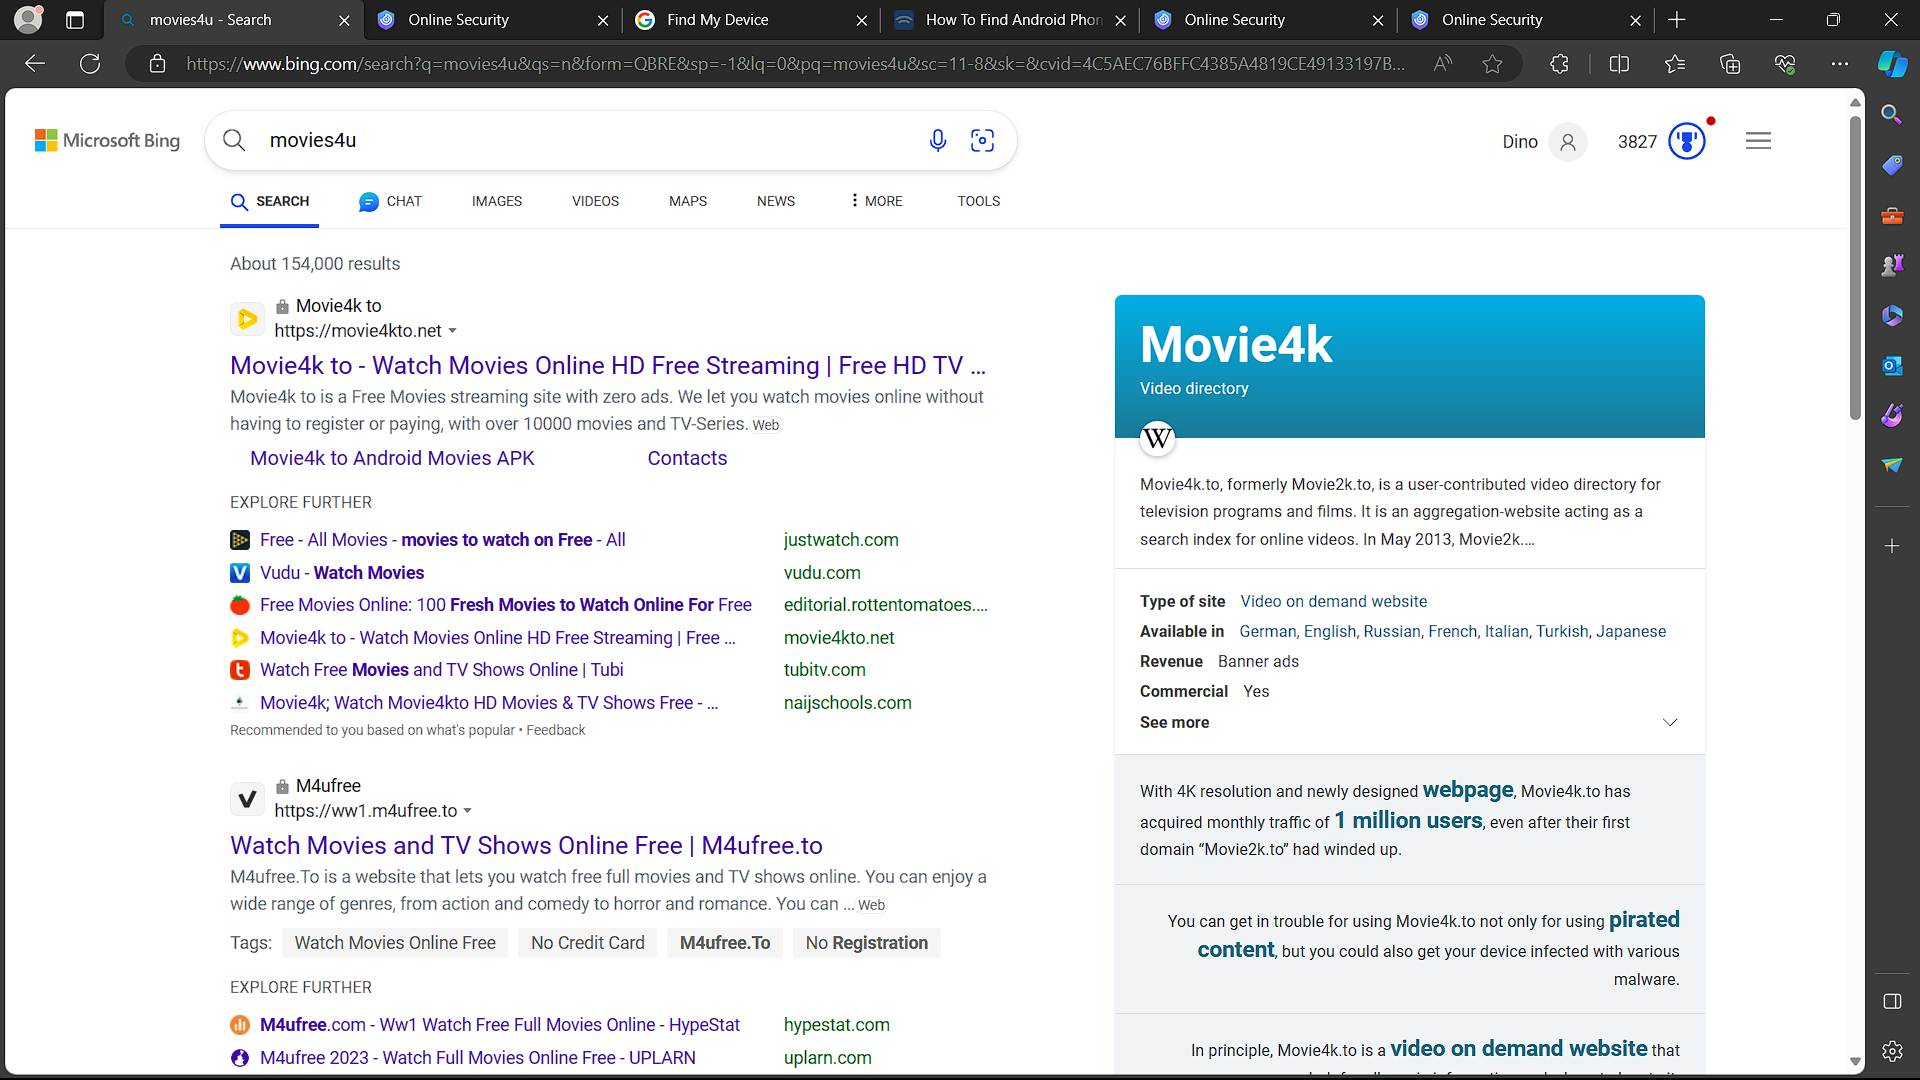 movies4u - Search
Online Security
Find My Device
How To Find Android Phon
Online Security
Online Security
https://www.bing.com/search?q=movies4u&qs=n&form=QBRE&sp=-1&lq=0&pq=movies4u&sc=11-8&sk=&cvid=4C5AEC76BFFC4385A4819CE49133197B...
Microsoft Bing
movies4u
Dino
3827
SEARCH
CHAT
IMAGES
VIDEOS
MAPS
NEWS
MORE
TOOLS
About 154,000 results
Movie4k to
https://movie4kto.net
Movie4k to - Watch Movies Online HD Free Streaming | Free HD TV ...
Movie4k to is a Free Movies streaming site with zero ads. We let you watch movies online without
having to register or paying, with over 10000 movies and TV-Series. Web
Movie4k to Android Movies APK
Contacts
EXPLORE FURTHER
Free - All Movies - movies to watch on Free - All
justwatch.com
Vudu - Watch Movies
vudu.com
Free Movies Online: 100 Fresh Movies to Watch Online For Free
editorial.rottentomatoes....
Movie4k to - Watch Movies Online HD Free Streaming | Free ...
movie4kto.net
Watch Free Movies and TV Shows Online | Tubi
tubitv.com
Movie4k; Watch Movie4kto HD Movies & TV Shows Free - ...
naijschools.com
Recommended to you based on what's popular • Feedback
M4ufree
https://ww1.m4ufree.to
Watch Movies and TV Shows Online Free | M4ufree.to
M4ufree.To is a website that lets you watch free full movies and TV shows online. You can enjoy a
wide range of genres, from action and comedy to horror and romance. You can ... Web
Tags: Watch Movies Online Free No Credit Card M4ufree.To No Registration
EXPLORE FURTHER
M4ufree.com - Ww1 Watch Free Full Movies Online - HypeStat
hypestat.com
M4ufree 2023 - Watch Full Movies Online Free - UPLARN
uplarn.com
Movie4k
Video directory
W
Movie4k.to, formerly Movie2k.to, is a user-contributed video directory for
television programs and films. It is an aggregation-website acting as a
search index for online videos. In May 2013, Movie2k....
Type of site Video on demand website
Available in German, English, Russian, French, Italian, Turkish, Japanese
Revenue Banner ads
Commercial Yes
See more
With 4K resolution and newly designed webpage, Movie4k.to has
acquired monthly traffic of 1 million users, even after their first
domain “Movie2k.to” had winded up.
You can get in trouble for using Movie4k.to not only for using pirated
content, but you could also get your device infected with various
malware.
In principle, Movie4k.to is a video on demand website that